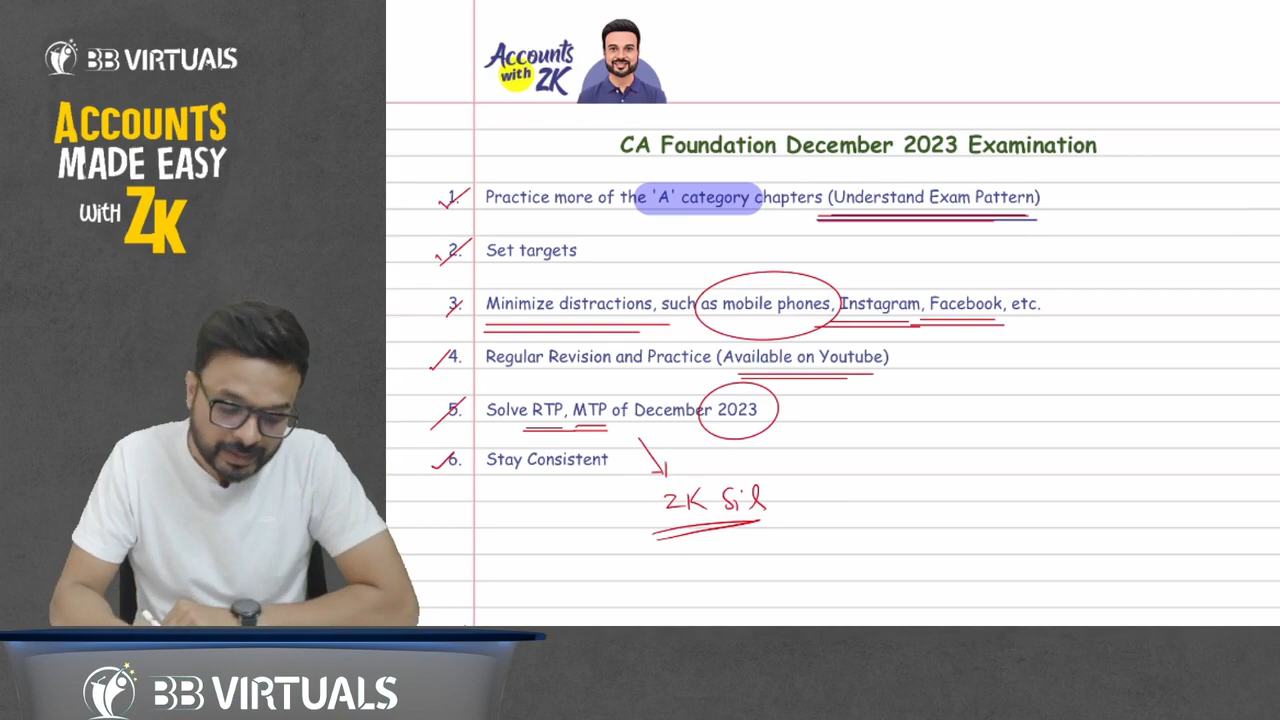 BB VIRTUALS
ACCOUNTS
MADE EASY
WITH ZK
Accounts
with ZK
CA Foundation December 2023 Examination
1. Practice more of the 'A' category chapters (Understand Exam Pattern)
2. Set targets
3. Minimize distractions, such as mobile phones, Instagram, Facebook, etc.
4. Regular Revision and Practice (Available on Youtube)
5. Solve RTP, MTP of December 2023
6. Stay Consistent
ZK
BB VIRTUALS